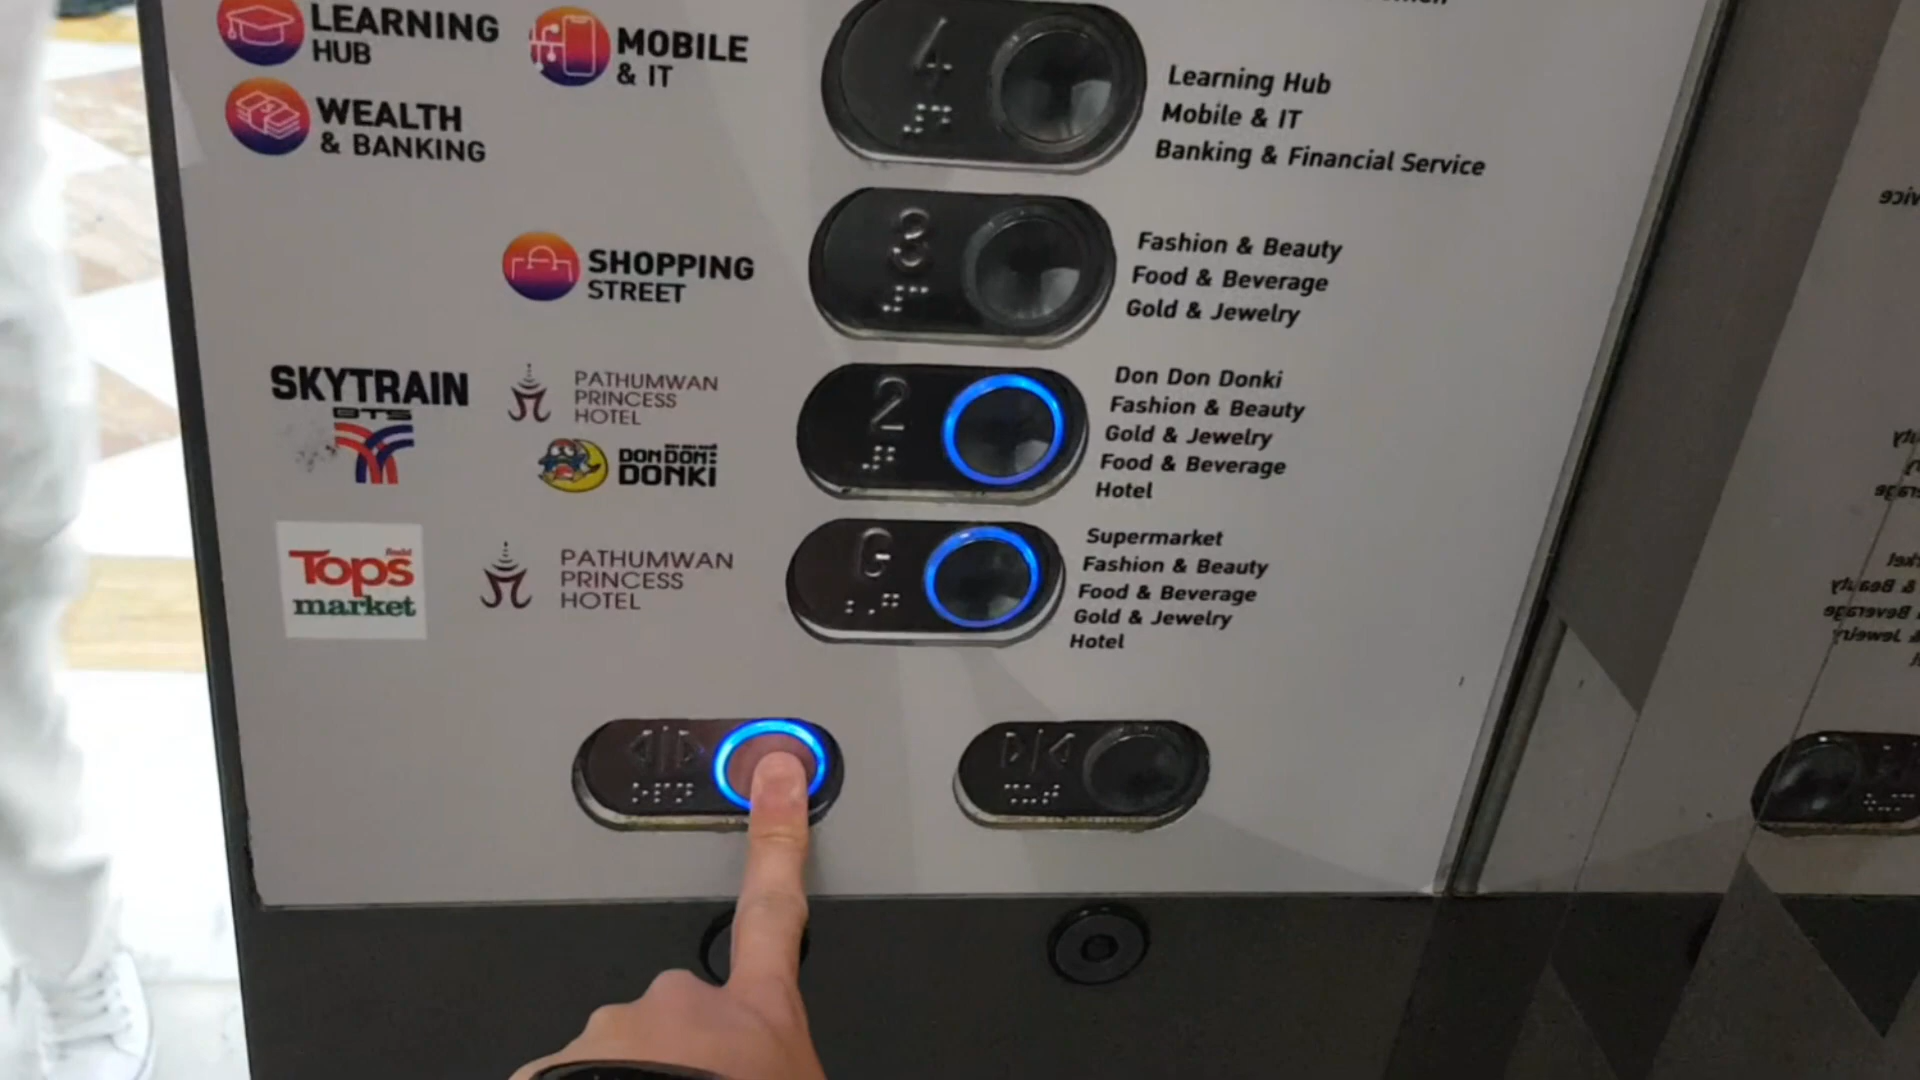 LEARNING
HUB
MOBILE
& IT
WEALTH
& BANKING
4
Learning Hub
Mobile & IT
Banking & Financial Service
SHOPPING
STREET
3
Fashion & Beauty
Food & Beverage
Gold & Jewelry
SKYTRAIN
BTS
PATHUMWAN
PRINCESS
HOTEL
DON DON!
DONKI
2
Don Don Donki
Fashion & Beauty
Gold & Jewelry
Food & Beverage
Hotel
Tops
market
PATHUMWAN
PRINCESS
HOTEL
G
Supermarket
Fashion & Beauty
Food & Beverage
Gold & Jewelry
Hotel